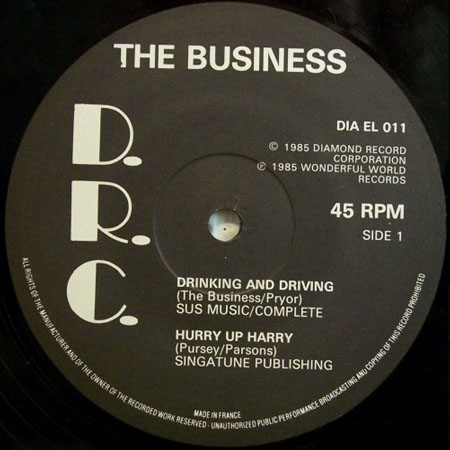 THE BUSINESS
D.
R.
C.
DIA EL 011
© 1985 DIAMOND RECORD
CORPORATION
℗ 1985 WONDERFUL WORLD
RECORDS
45 RPM
SIDE 1
DRINKING AND DRIVING
(The Business/Pryor)
SUS MUSIC/COMPLETE
HURRY UP HARRY
(Pursey/Parsons)
SINGATUNE PUBLISHING
ALL RIGHTS OF THE MANUFACTURER AND OF THE OWNER OF THE RECORDED WORK RESERVED - UNAUTHORIZED PUBLIC PERFORMANCE BROADCASTING AND COPYING OF THIS RECORD PROHIBITED
MADE IN FRANCE